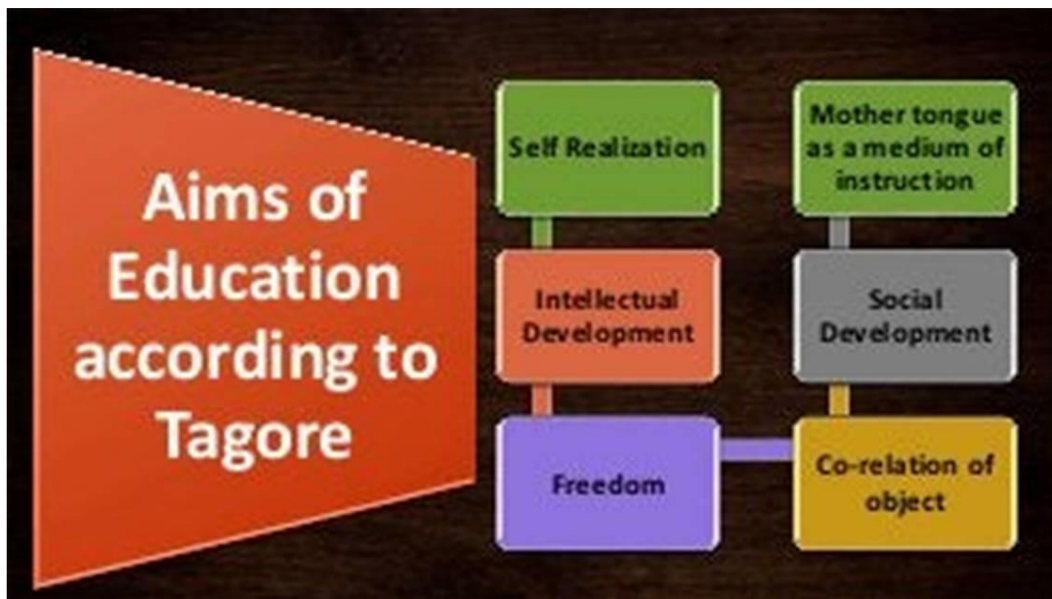 Aims of
Education
according to
Tagore
Self Realization
Intellectual
Development
Freedom
Co-relation of
object
Social
Development
Mother tongue
as a medium of
instruction